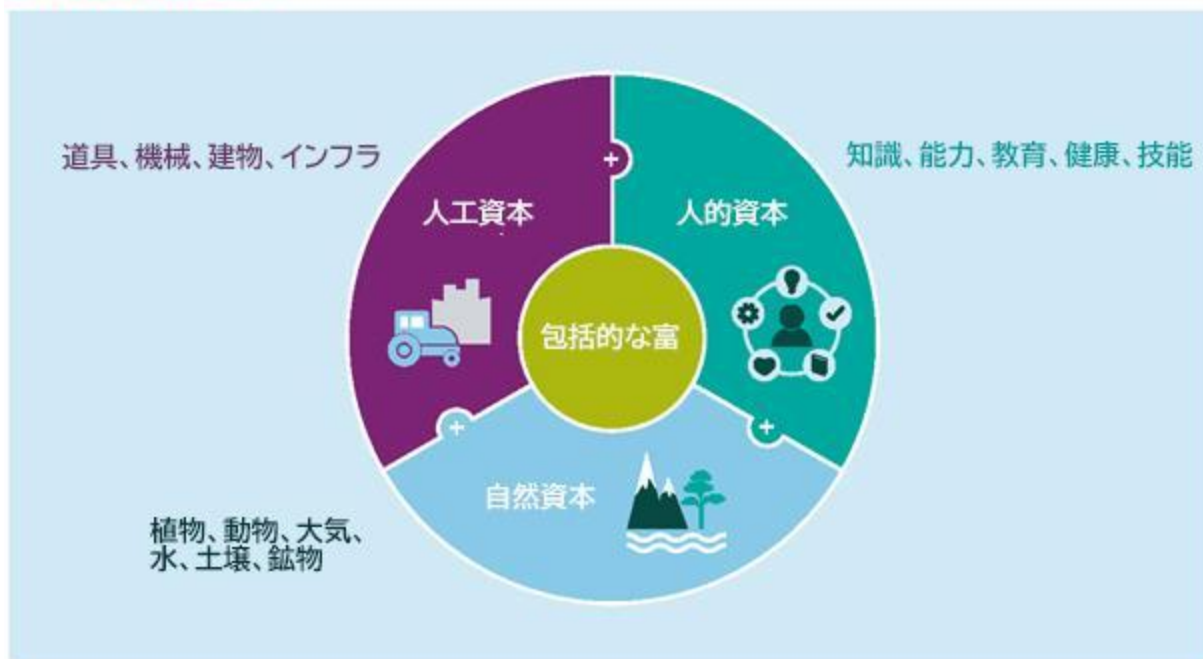 道具、機械、建物、インフラ
知識、能力、教育、健康、技能
人工資本
人的資本
包括的な富
自然資本
植物、動物、大気、
水、土壌、鉱物